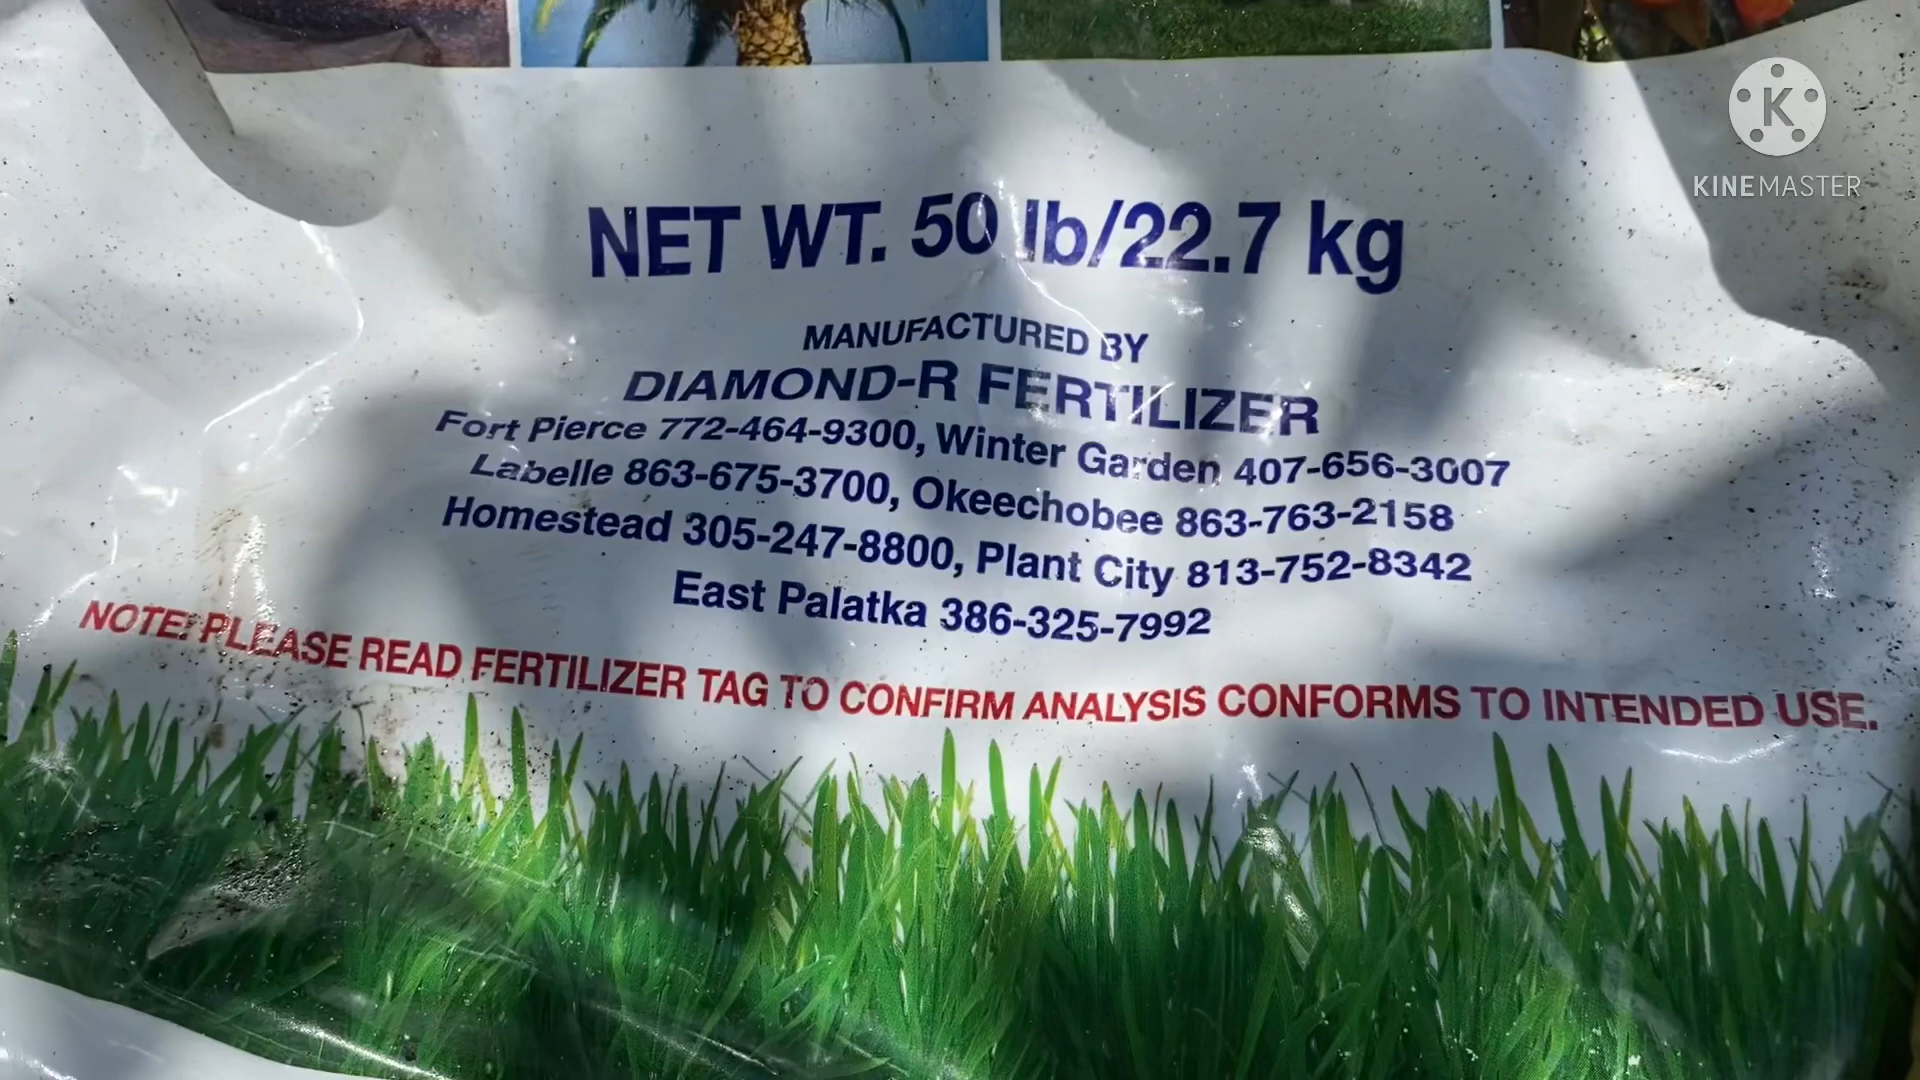 K
KINEMASTER
NET WT. 50 lb/22.7 kg
MANUFACTURED BY
DIAMOND-R FERTILIZER
Fort Pierce 772-464-9300, Winter Garden 407-656-3007
Labelle 863-675-3700, Okeechobee 863-763-2158
Homestead 305-247-8800, Plant City 813-752-8342
East Palatka 386-325-7992
NOTE: PLEASE READ FERTILIZER TAG TO CONFIRM ANALYSIS CONFORMS TO INTENDED USE.